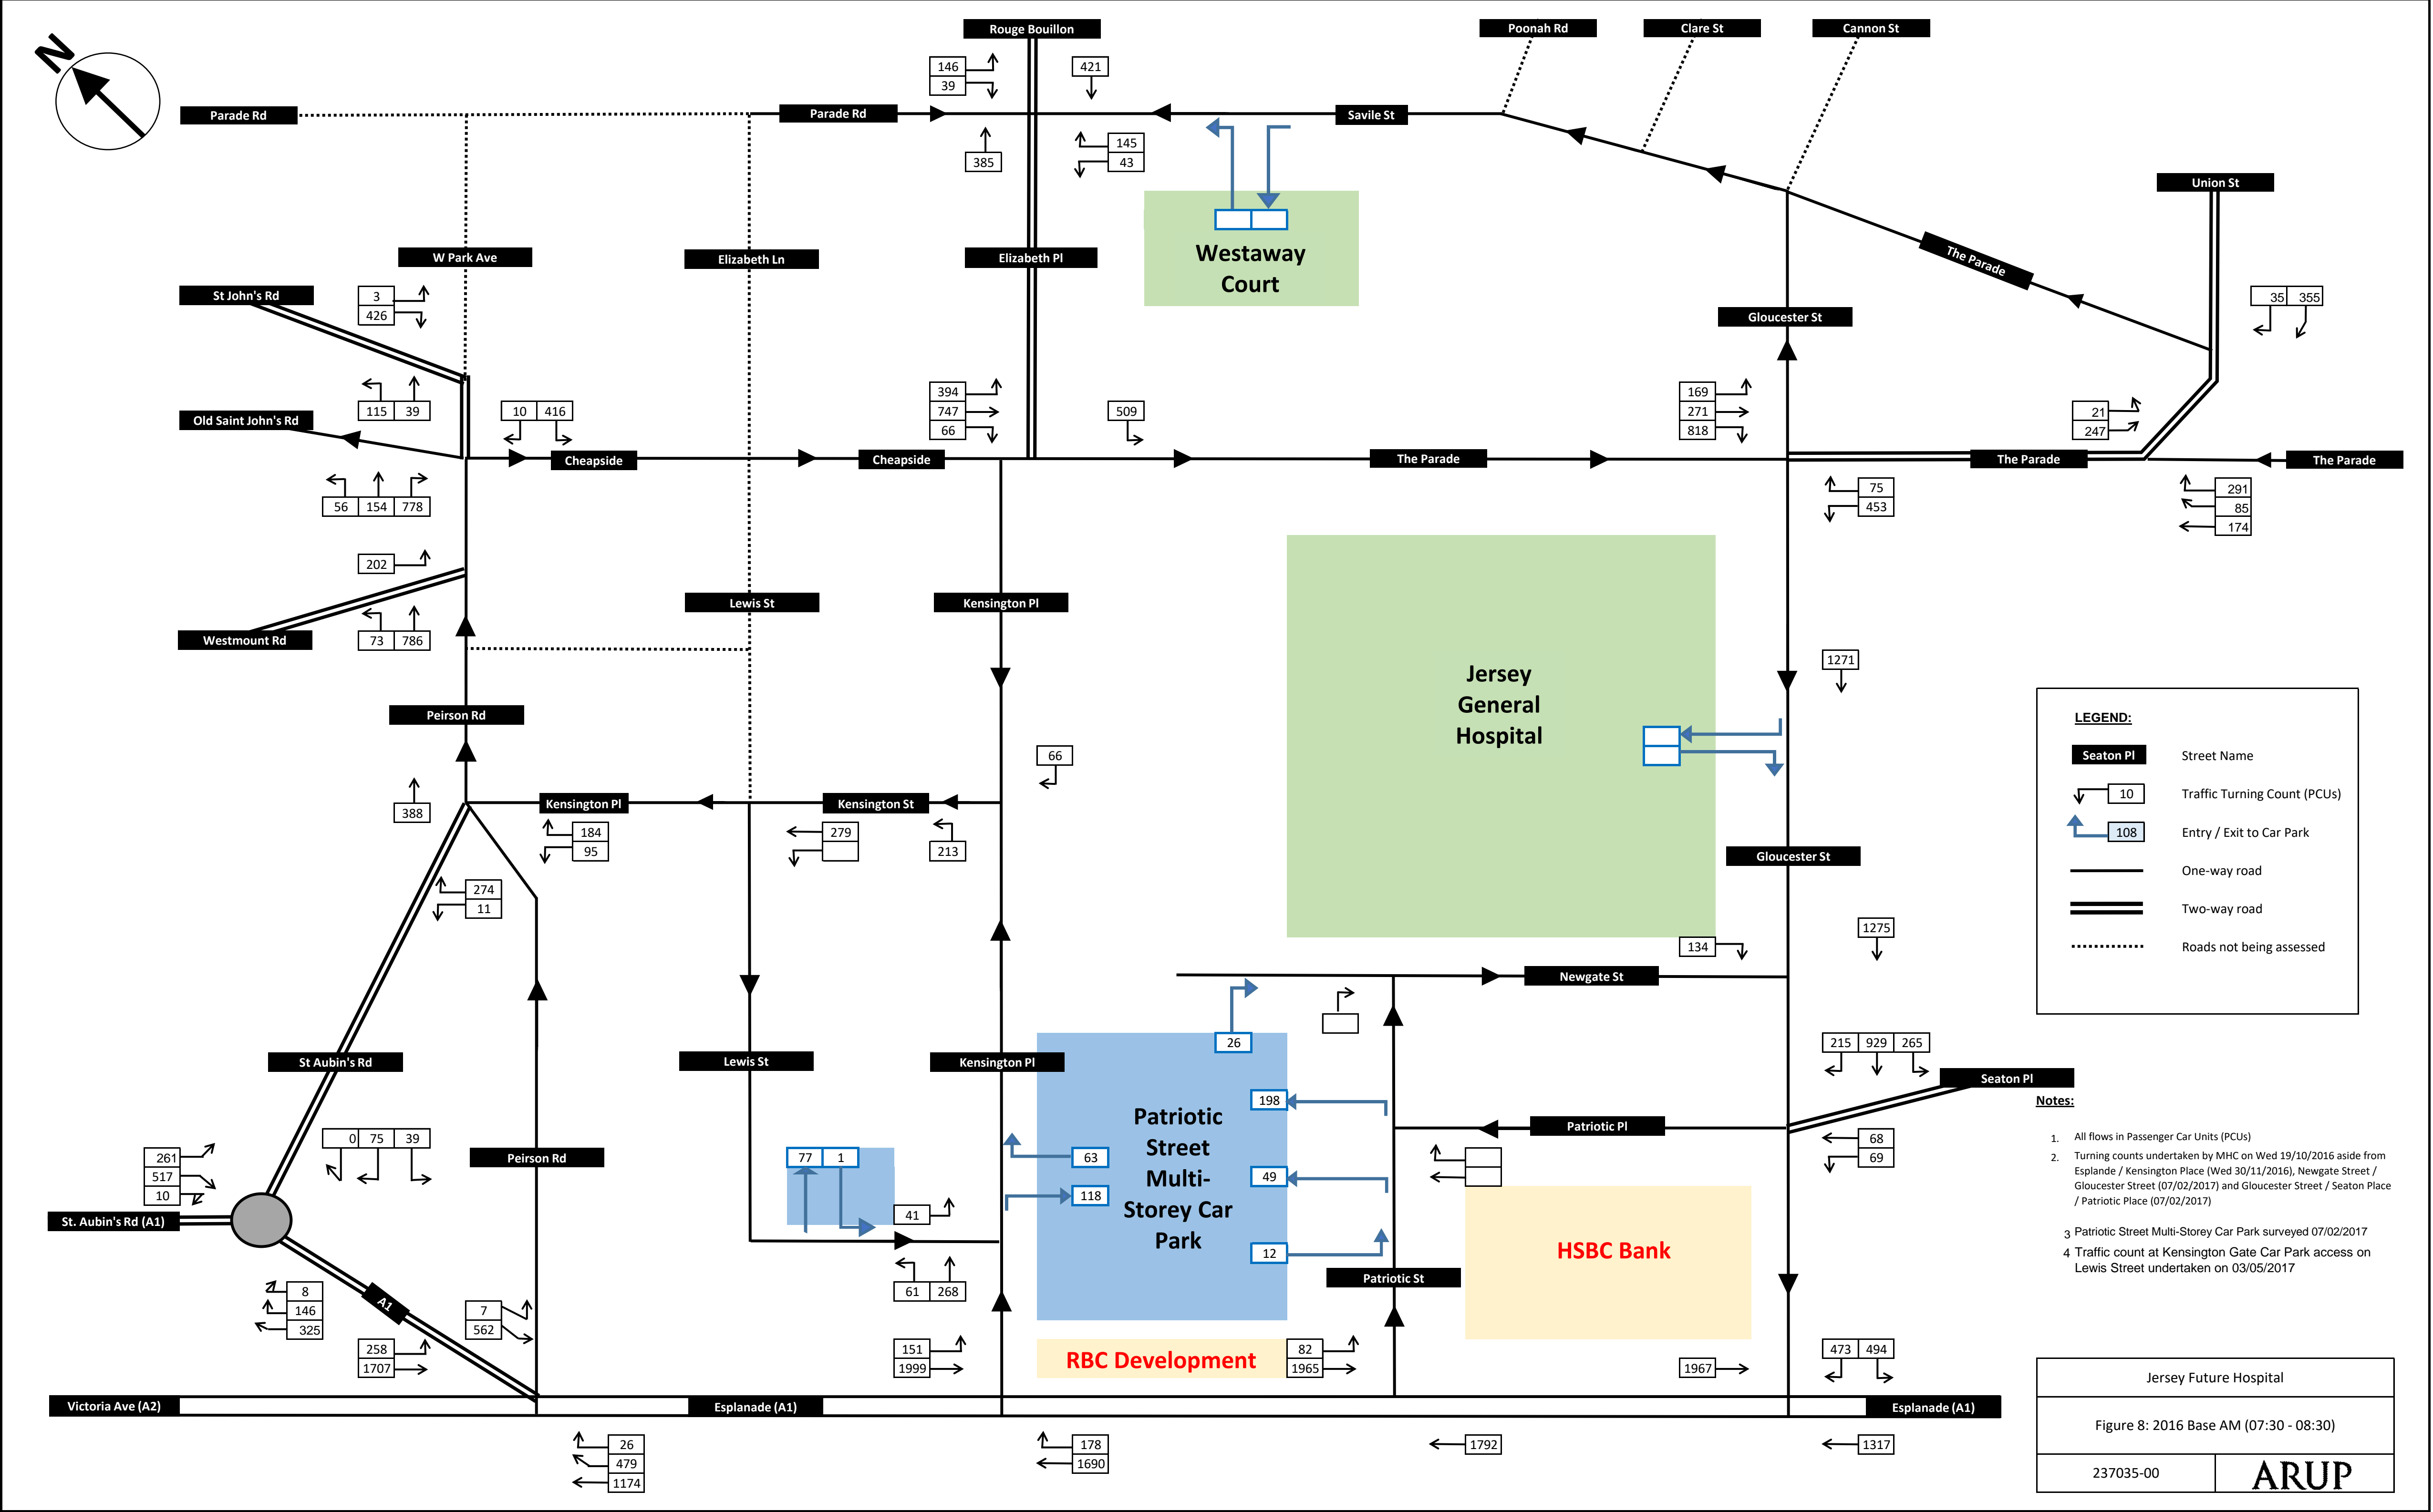 Rouge Bouillon
Poonah Rd
Clare St
Cannon St
N
146
39
421
Parade Rd
Parade Rd
Savile St
385
145
43
Union St
Westaway
Court
W Park Ave
Elizabeth Ln
Elizabeth Pl
The Parade
St John's Rd
3
426
35 355
Gloucester St
115 39
10 416
394
747
66
509
169
271
818
21
247
Old Saint John's Rd
Cheapside
Cheapside
The Parade
The Parade
The Parade
56 154 778
75
453
291
85
174
202
Lewis St
Kensington Pl
73 786
Westmount Rd
1271
Jersey
General
Hospital
Peirson Rd
66
LEGEND:
Seaton Pl
Street Name
10
Traffic Turning Count (PCUs)
108
Entry / Exit to Car Park
One-way road
Two-way road
Roads not being assessed
388
Kensington Pl
Kensington St
184
95
279
213
Gloucester St
274
11
134
1275
Newgate St
26
215 929 265
St Aubin's Rd
Lewis St
Kensington Pl
Seaton Pl
198
Patriotic
Street
Multi-
Storey Car
Park
Patriotic Pl
Notes:
1. All flows in Passenger Car Units (PCUs)
2. Turning counts undertaken by MHC on Wed 19/10/2016 aside from
Esplande / Kensington Place (Wed 30/11/2016), Newgate Street /
Gloucester Street (07/02/2017) and Gloucester Street / Seaton Place
/ Patriotic Place (07/02/2017)
3 Patriotic Street Multi-Storey Car Park surveyed 07/02/2017
4 Traffic count at Kensington Gate Car Park access on
Lewis Street undertaken on 03/05/2017
0 75 39
261
517
10
Peirson Rd
77 1
63
118
49
12
68
69
St. Aubin's Rd (A1)
41
HSBC Bank
Patriotic St
61 268
8
146
325
A1
7
562
258
1707
151
1999
RBC Development
82
1965
1967
473 494
Victoria Ave (A2)
Esplanade (A1)
Esplanade (A1)
26
479
1174
178
1690
1792
1317
Jersey Future Hospital
Figure 8: 2016 Base AM (07:30 - 08:30)
237035-00
ARUP